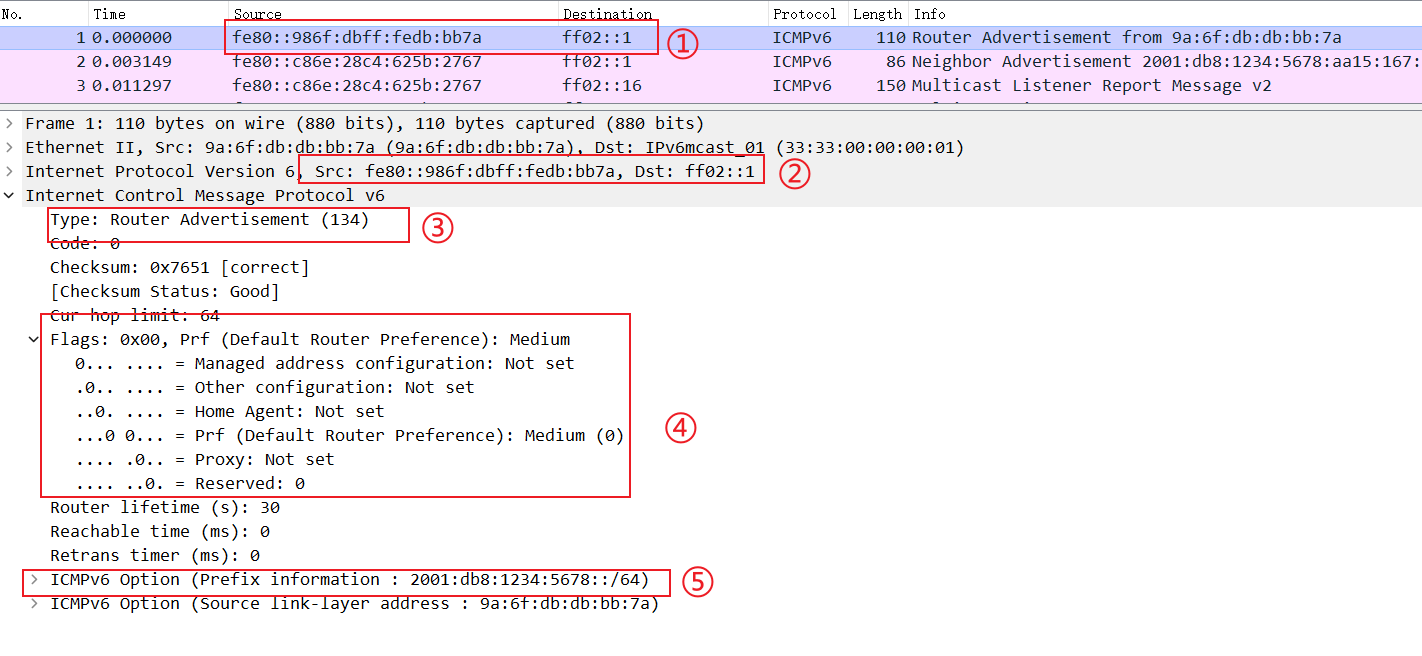 No. Time Source Destination Protocol Length Info
1 0.000000 fe80::986f:dbff:fedb:bb7a ff02::1 ICMPv6 110 Router Advertisement from 9a:6f:db:db:bb:7a
①
2 0.003149 fe80::c86e:28c4:625b:2767 ff02::1 ICMPv6 86 Neighbor Advertisement 2001:db8:1234:5678:aa15:167:
3 0.011297 fe80::c86e:28c4:625b:2767 ff02::16 ICMPv6 150 Multicast Listener Report Message v2
Frame 1: 110 bytes on wire (880 bits), 110 bytes captured (880 bits)
Ethernet II, Src: 9a:6f:db:db:bb:7a (9a:6f:db:db:bb:7a), Dst: IPv6mcast_01 (33:33:00:00:00:01)
Internet Protocol Version 6, Src: fe80::986f:dbff:fedb:bb7a, Dst: ff02::1
②
Internet Control Message Protocol v6
Type: Router Advertisement (134)
③
Code: 0
Checksum: 0x7651 [correct]
[Checksum Status: Good]
Cur hop limit: 64
Flags: 0x00, Prf (Default Router Preference): Medium
0... .... = Managed address configuration: Not set
.0.. .... = Other configuration: Not set
..0. .... = Home Agent: Not set
...0 0... = Prf (Default Router Preference): Medium (0)
④
.... .0.. = Proxy: Not set
.... ..0. = Reserved: 0
Router lifetime (s): 30
Reachable time (ms): 0
Retrans timer (ms): 0
ICMPv6 Option (Prefix information : 2001:db8:1234:5678::/64)
⑤
ICMPv6 Option (Source link-layer address : 9a:6f:db:db:bb:7a)